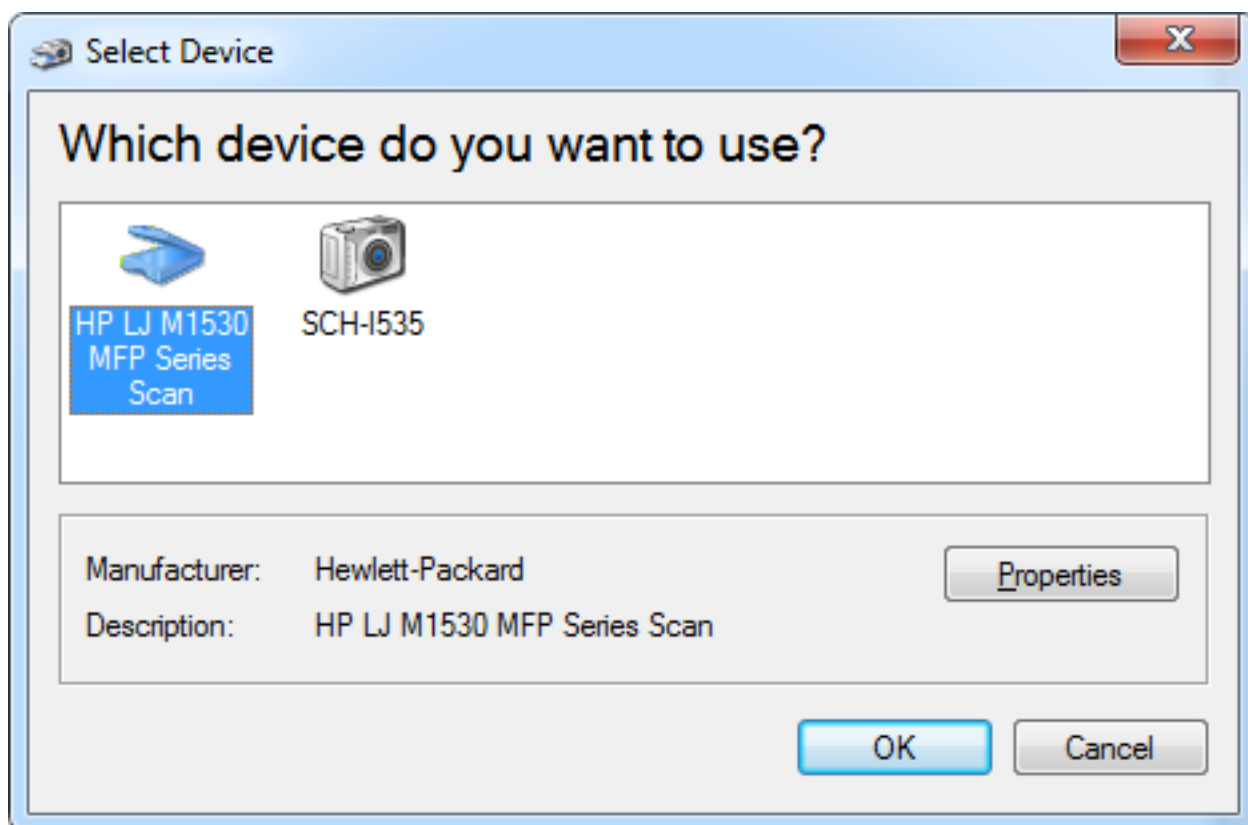 Select Device
Which device do you want to use?
HP LJ M1530
MFP Series
Scan
SCH-I535
Manufacturer: Hewlett-Packard
Description: HP LJ M1530 MFP Series Scan
Properties
OK
Cancel